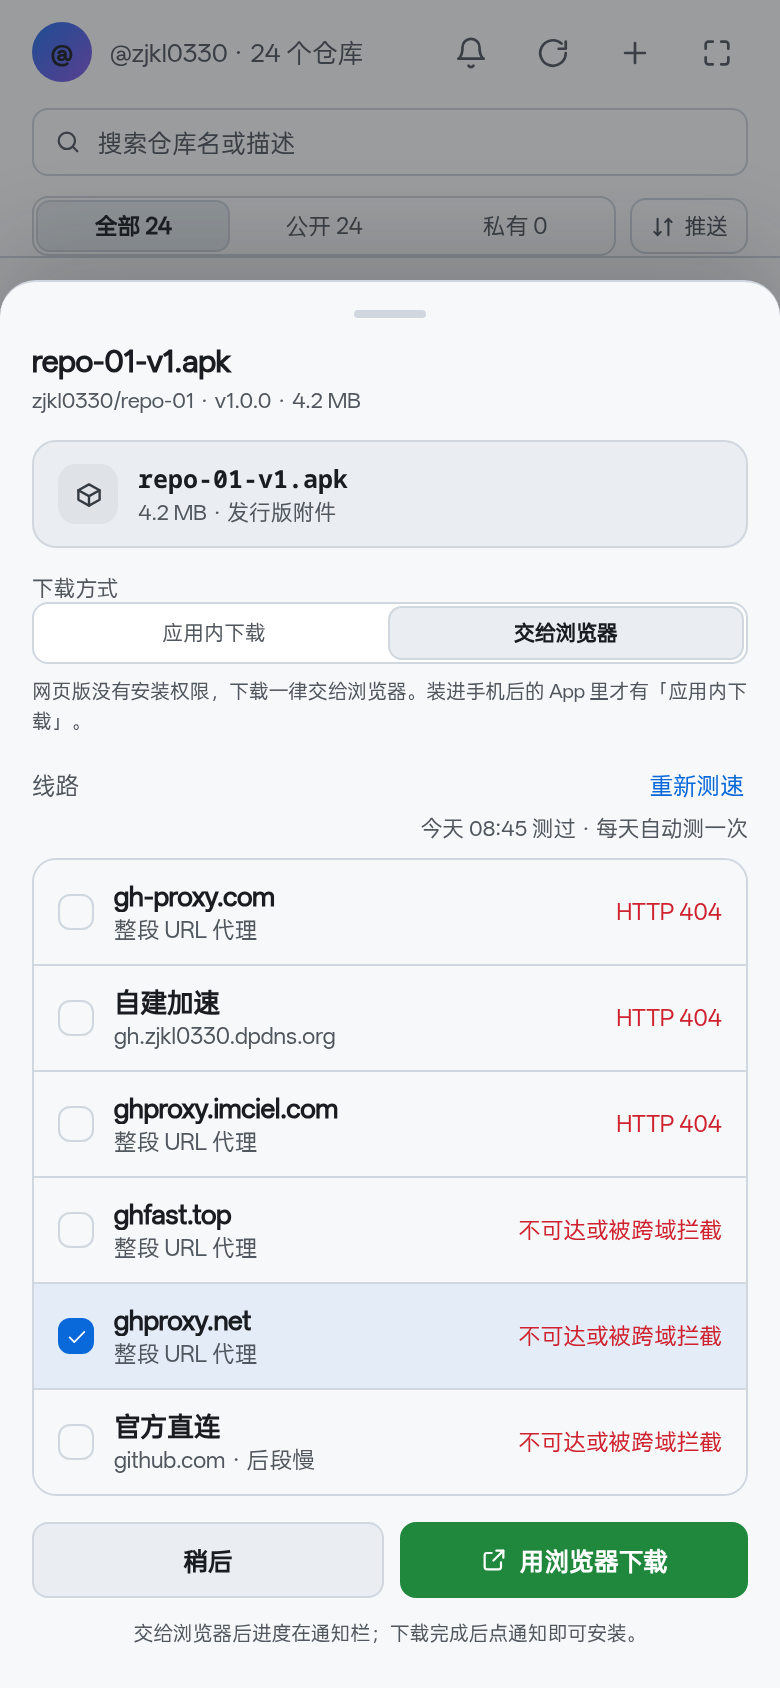 @ @zjkl0330 · 24 个仓库
搜索仓库名或描述
全部 24 公开 24 私有 0 推送
repo-01-v1.apk
zjkl0330/repo-01 · v1.0.0 · 4.2 MB
repo-01-v1.apk
4.2 MB · 发行版附件
下载方式
应用内下载 交给浏览器
网页版没有安装权限，下载一律交给浏览器。装进手机后的 App 里才有「应用内下
载」。
线路 重新测速
今天 08:45 测过 · 每天自动测一次
gh-proxy.com
整段 URL 代理
HTTP 404
自建加速
gh.zjkl0330.dpdns.org
HTTP 404
ghproxy.imciel.com
整段 URL 代理
HTTP 404
ghfast.top
整段 URL 代理
不可达或被跨域拦截
ghproxy.net
整段 URL 代理
不可达或被跨域拦截
官方直连
github.com · 后段慢
不可达或被跨域拦截
稍后 用浏览器下载
交给浏览器后进度在通知栏；下载完成后点通知即可安装。